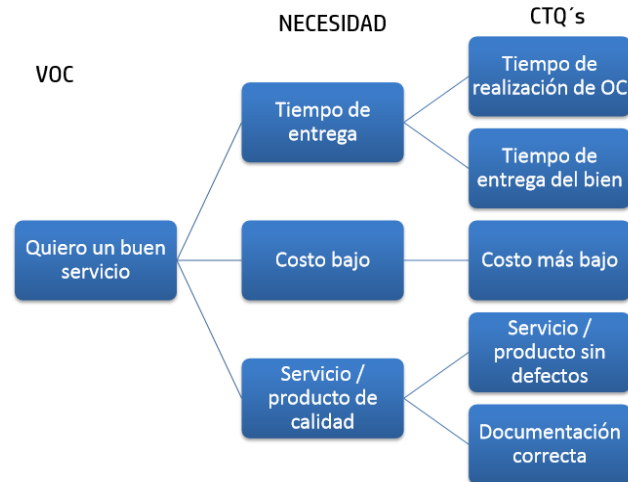 VOC
NECESIDAD
CTQ´s
Quiero un buen
servicio
Tiempo de
entrega
Costo bajo
Servicio /
producto de
calidad
Tiempo de
realización de OC
Tiempo de
entrega del bien
Costo más bajo
Servicio /
producto sin
defectos
Documentación
correcta